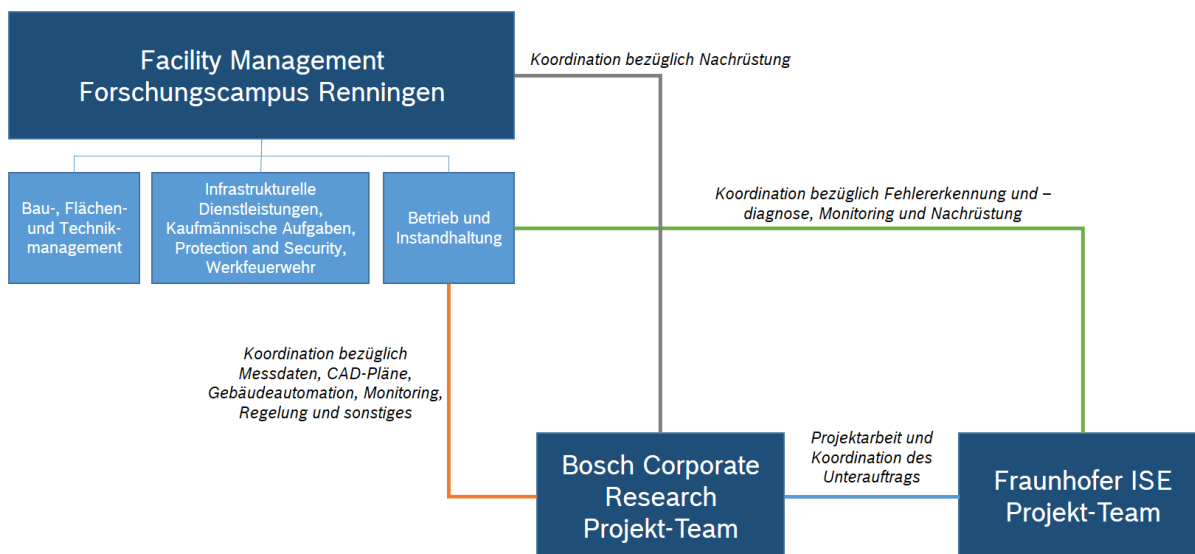 Facility Management
Forschungscampus Renningen
Koordination bezüglich Nachrüstung
Bau-, Flächen-
und Technik-
management
Infrastrukturelle
Dienstleistungen,
Kaufmännische Aufgaben,
Protection and Security,
Werkfeuerwehr
Betrieb und
Instandhaltung
Koordination bezüglich Fehlererkennung und –
diagnose, Monitoring und Nachrüstung
Koordination bezüglich
Messdaten, CAD-Pläne,
Gebäudeautomation, Monitoring,
Regelung und sonstiges
Bosch Corporate
Research
Projekt-Team
Projektarbeit und
Koordination des
Unterauftrags
Fraunhofer ISE
Projekt-Team